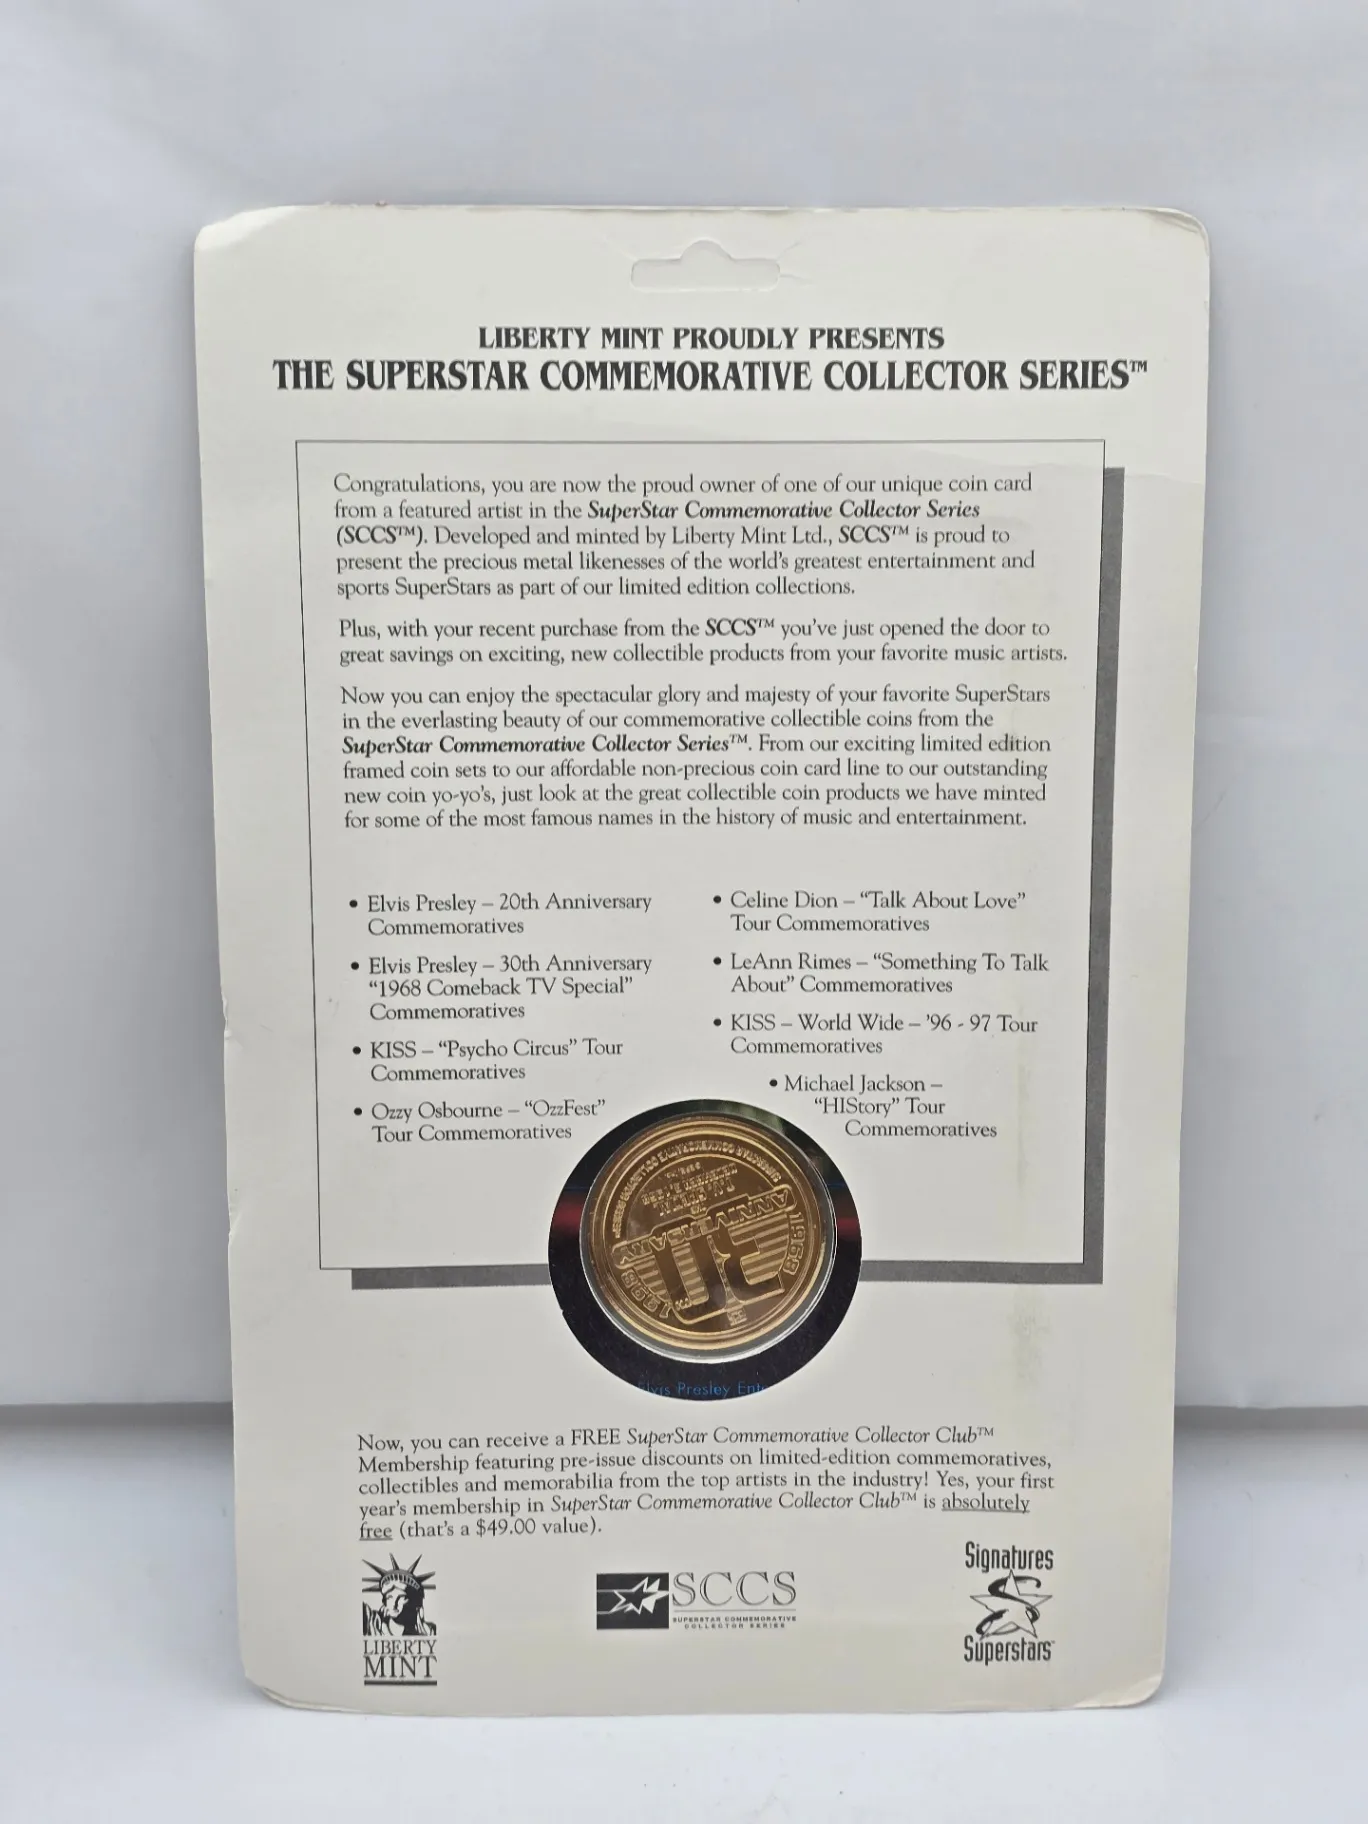 LIBERTY MINT PROUDLY PRESENTS
THE SUPERSTAR COMMEMORATIVE COLLECTOR SERIES™
Congratulations, you are now the proud owner of one of our unique coin card
from a featured artist in the SuperStar Commemorative Collector Series
(SCCS™). Developed and minted by Liberty Mint Ltd., SCCS™ is proud to
present the precious metal likenesses of the world's greatest entertainment and
sports SuperStars as part of our limited edition collections.
Plus, with your recent purchase from the SCCS™ you've just opened the door to
great savings on exciting, new collectible products from your favorite music artists.
Now you can enjoy the spectacular glory and majesty of your favorite SuperStars
in the everlasting beauty of our commemorative collectible coins from the
SuperStar Commemorative Collector Series™. From our exciting limited edition
framed coin sets to our affordable non-precious coin card line to our outstanding
new coin yo-yo's, just look at the great collectible coin products we have minted
for some of the most famous names in the history of music and entertainment.
• Elvis Presley – 20th Anniversary
Commemoratives
• Elvis Presley – 30th Anniversary
"1968 Comeback TV Special"
Commemoratives
• KISS – "Psycho Circus" Tour
Commemoratives
• Ozzy Osbourne – "OzzFest"
Tour Commemoratives
• Celine Dion – "Talk About Love"
Tour Commemoratives
• LeAnn Rimes – "Something To Talk
About" Commemoratives
• KISS – World Wide – '96 - 97 Tour
Commemoratives
• Michael Jackson –
"HIStory" Tour
Commemoratives
SUPERSTAR COMMEMORATIVE COLLECTOR SERIES
T.V. SPECIAL
ANNIVERSARY
30
1968
1998
Elvis Presley
Now, you can receive a FREE SuperStar Commemorative Collector Club™
Membership featuring pre-issue discounts on limited-edition commemoratives,
collectibles and memorabilia from the top artists in the industry! Yes, your first
year's membership in SuperStar Commemorative Collector Club™ is absolutely
free (that's a $49.00 value).
LIBERTY
MINT
SCCS
SUPERSTAR COMMEMORATIVE
COLLECTOR SERIES
Signatures
Superstars™